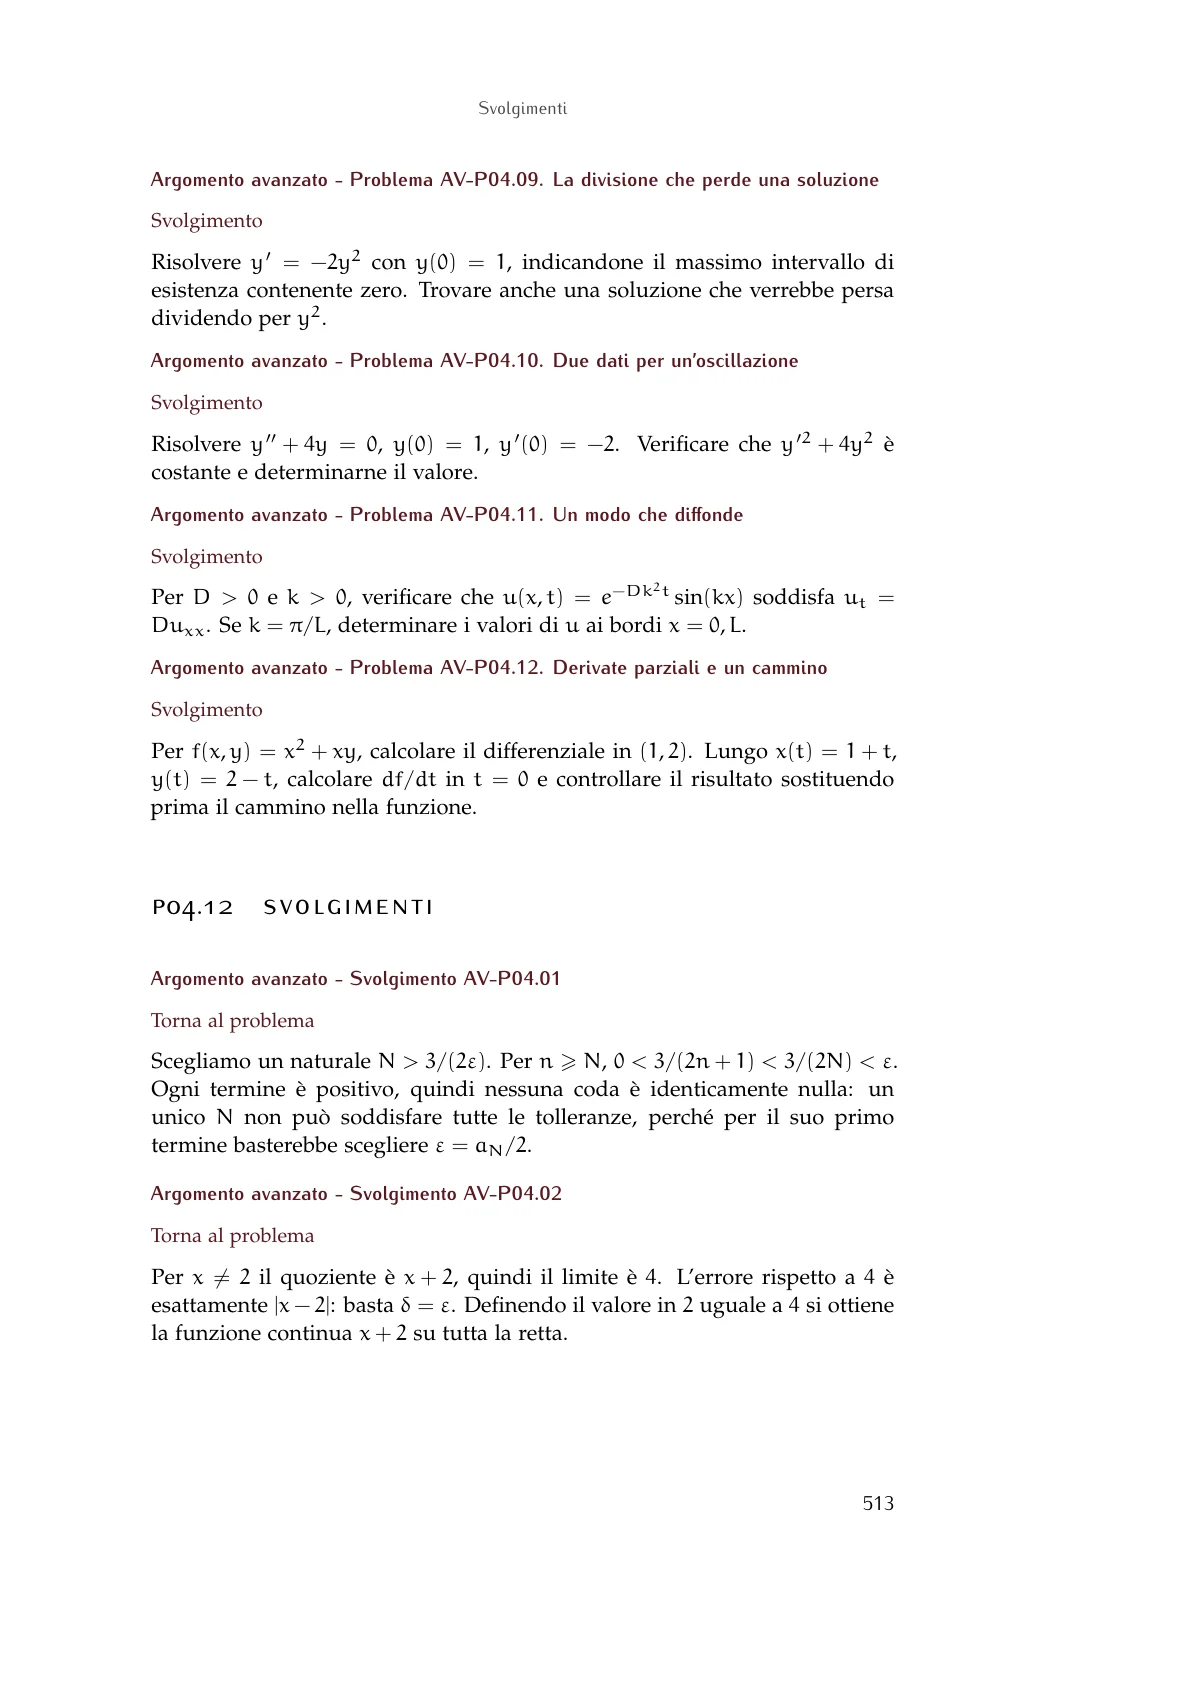 Svolgimenti
Argomento avanzato – Problema AV-P04.09. La divisione che perde una soluzione
Svolgimento
Risolvere y′ = −2y² con y(0) = 1, indicandone il massimo intervallo di
esistenza contenente zero. Trovare anche una soluzione che verrebbe persa
dividendo per y².
Argomento avanzato – Problema AV-P04.10. Due dati per un'oscillazione
Svolgimento
Risolvere y′′ + 4y = 0, y(0) = 1, y′(0) = −2. Verificare che y′² + 4y² è
costante e determinarne il valore.
Argomento avanzato – Problema AV-P04.11. Un modo che diffonde
Svolgimento
Per D > 0 e k > 0, verificare che u(x, t) = e^{−Dk²t} sin(kx) soddisfa u_t =
Du_{xx}. Se k = π/L, determinare i valori di u ai bordi x = 0, L.
Argomento avanzato – Problema AV-P04.12. Derivate parziali e un cammino
Svolgimento
Per f(x, y) = x² + xy, calcolare il differenziale in (1, 2). Lungo x(t) = 1 + t,
y(t) = 2 − t, calcolare df/dt in t = 0 e controllare il risultato sostituendo
prima il cammino nella funzione.
P04.12 SVOLGIMENTI
Argomento avanzato – Svolgimento AV-P04.01
Torna al problema
Scegliamo un naturale N > 3/(2ε). Per n ⩾ N, 0 < 3/(2n + 1) < 3/(2N) < ε.
Ogni termine è positivo, quindi nessuna coda è identicamente nulla: un
unico N non può soddisfare tutte le tolleranze, perché per il suo primo
termine basterebbe scegliere ε = a_N/2.
Argomento avanzato – Svolgimento AV-P04.02
Torna al problema
Per x ≠ 2 il quoziente è x + 2, quindi il limite è 4. L'errore rispetto a 4 è
esattamente |x − 2|: basta δ = ε. Definendo il valore in 2 uguale a 4 si ottiene
la funzione continua x + 2 su tutta la retta.
513